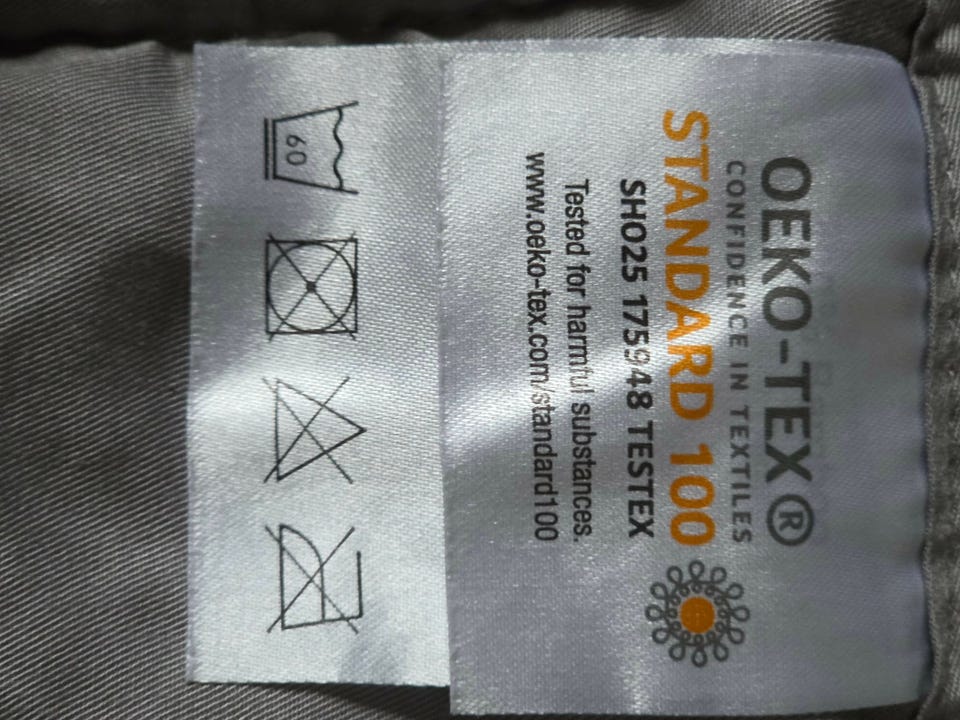 OEKO-TEX®
CONFIDENCE IN TEXTILES
STANDARD 100
SHO25 175948 TESTEX
Tested for harmful substances.
www.oeko-tex.com/standard100
60